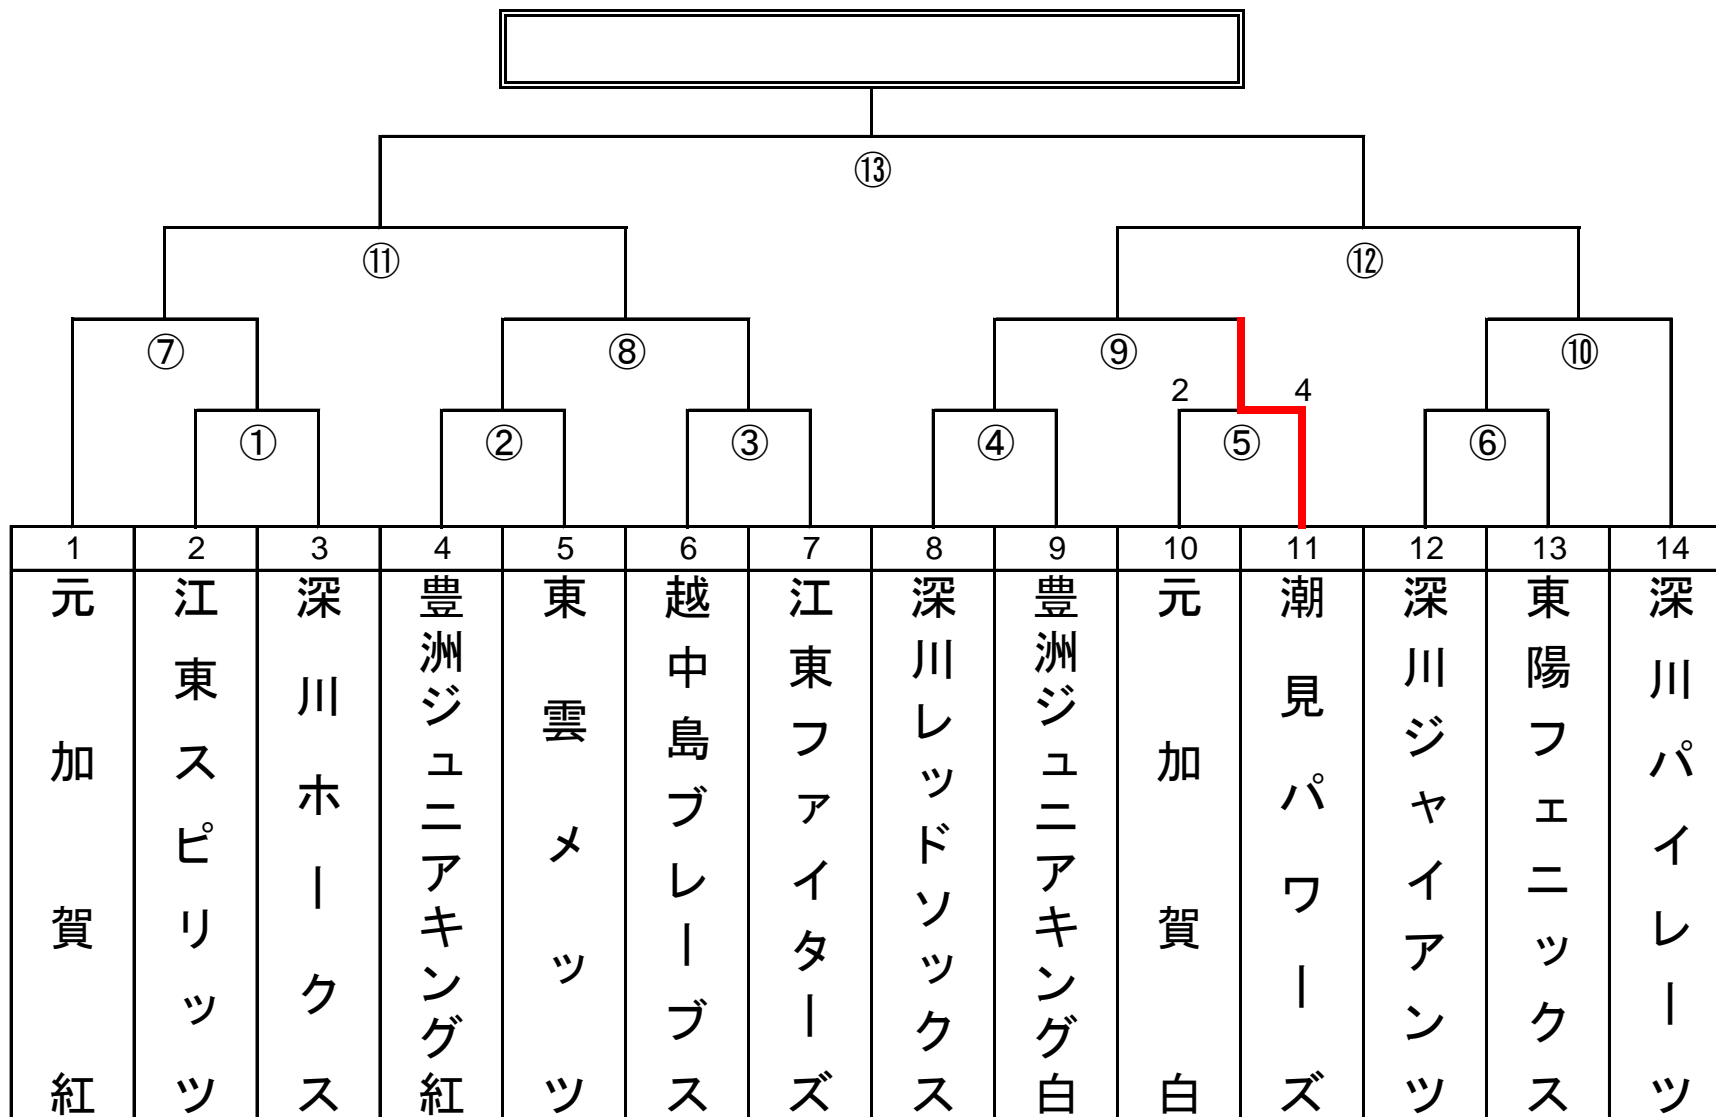 ⑬
⑪ ⑫
⑦ ⑧ ⑨ ⑩
2 4
① ② ③ ④ ⑤ ⑥
1 2 3 4 5 6 7 8 9 10 11 12 13 14
元加賀紅
江東スピリッツ
深川ホークス
豊洲ジュニアキング紅
東雲メッツ
越中島ブレーブス
江東ファイターズ
深川レッドソックス
豊洲ジュニアキング白
元加賀白
潮見パワーズ
深川ジャイアンツ
東陽フェニックス
深川パイレーツ